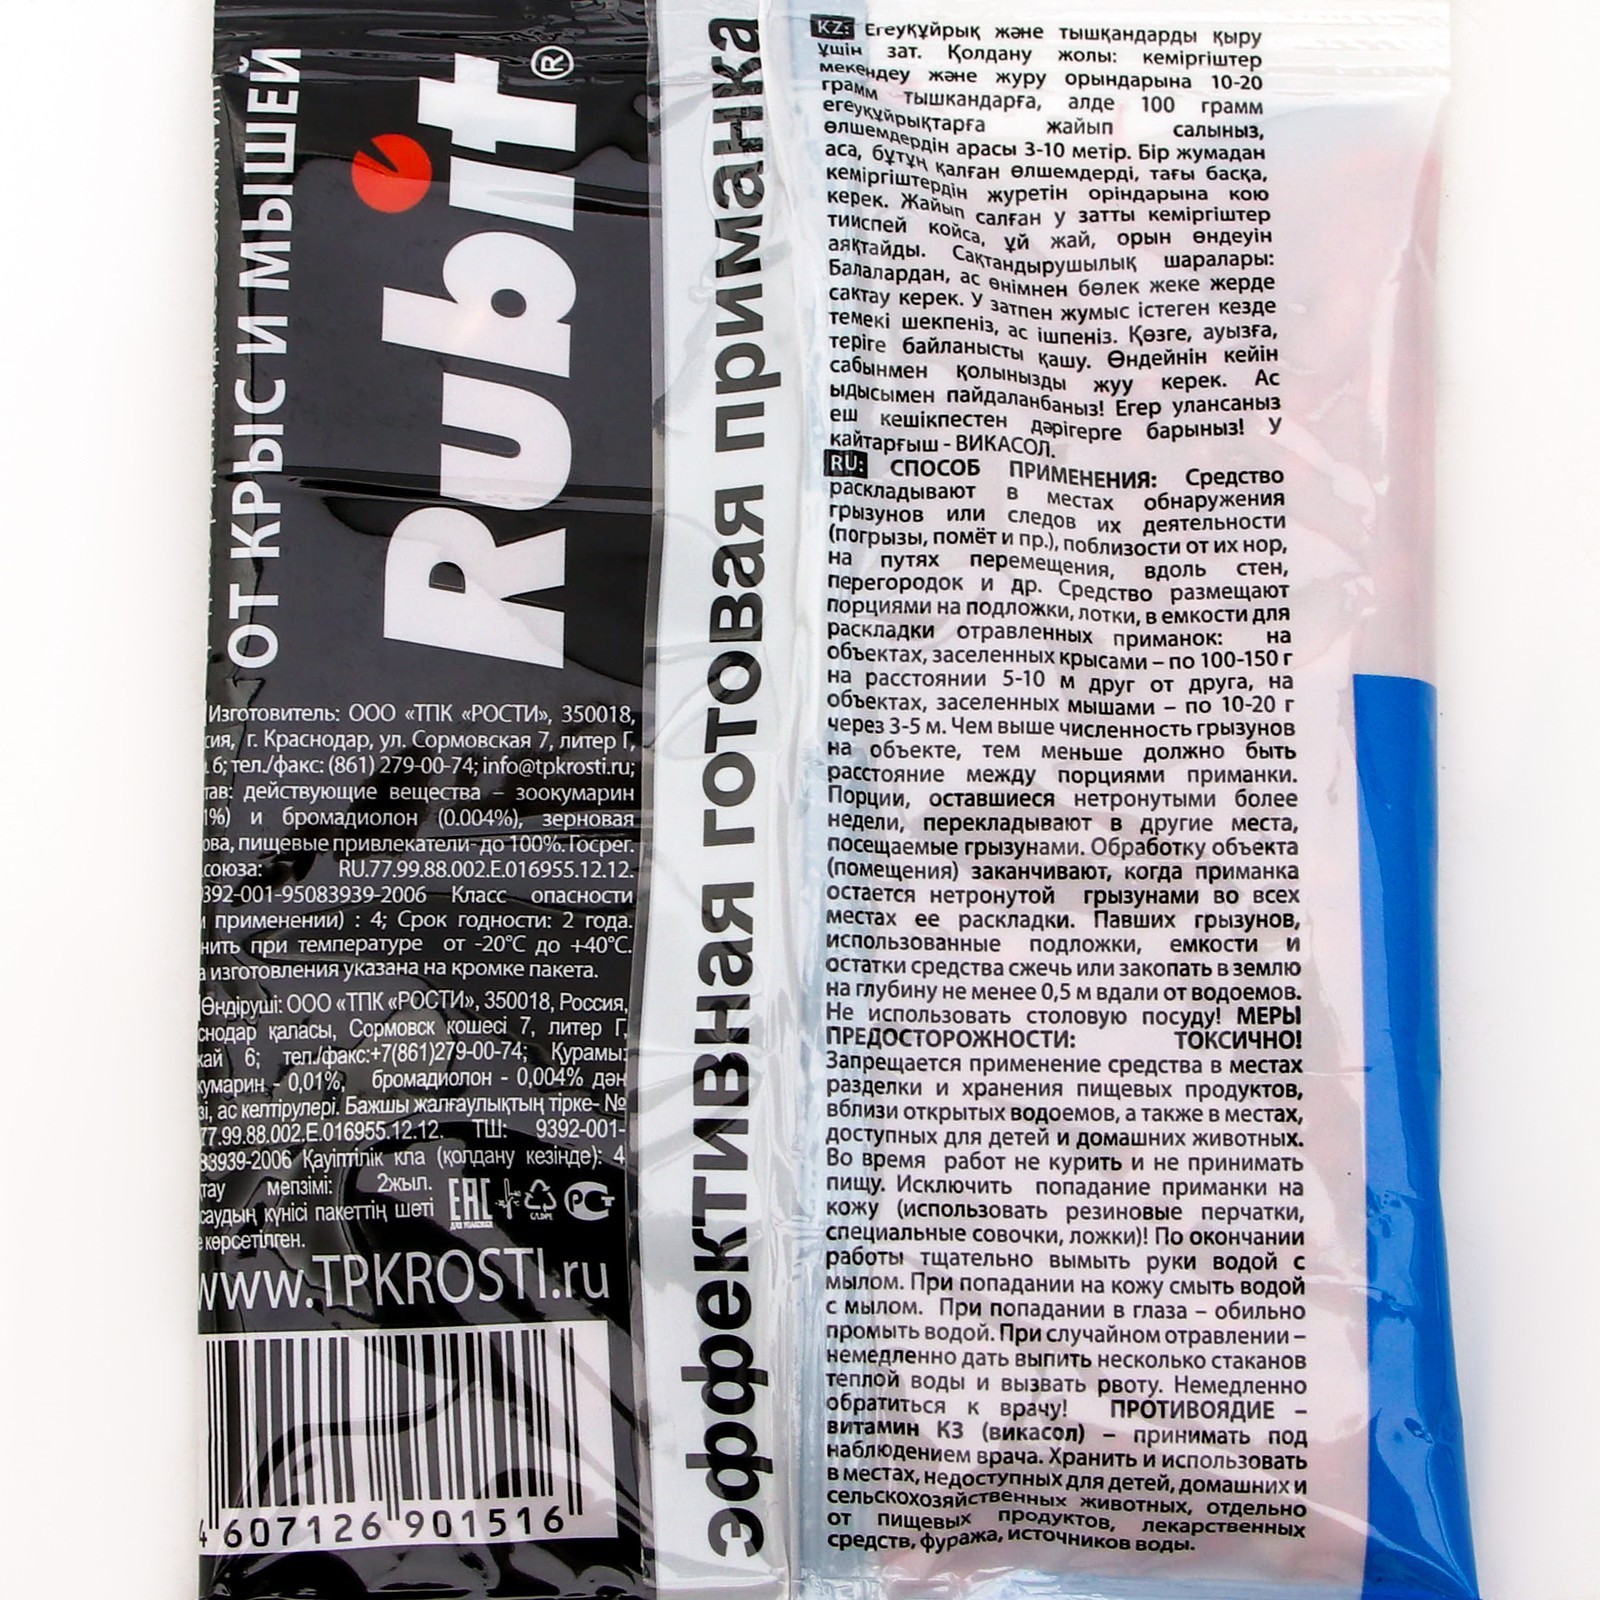 ОТ КРЫС И МЫШЕЙ
Rubit®
Изготовитель: ООО «ТПК «РОСТИ», 350018,
г. Краснодар, ул. Сормовская 7, литер Г,
6; тел./факс: (861) 279-00-74; info@tpkrosti.ru;
действующие вещества – зоокумарин
и бромадиолон (0.004%), зерновая
пищевые привлекатели- до 100%. Госрег.
союза: RU.77.99.88.002.Е.016955.12.12.
9392-001-95083939-2006 Класс опасности
применении) : 4; Срок годности: 2 года.
при температуре от -20°С до +40°С.
изготовления указана на кромке пакета.
Өндіруші: ООО «ТПК «РОСТИ», 350018, Россия,
қаласы, Сормовск кошесі 7, литер Г,
6; тел./факс:+7(861)279-00-74; Құрамы:
- 0,01%, бромадиолон - 0,004% дән
ас келтірулері. Бажшы жалғаулықтың тірке- №
77.99.88.002.Е.016955.12.12. ТШ: 9392-001-
-2006 Қауіптілік кла (қолдану кезінде): 4
мепзімі: 2жыл.
күнісі пакеттің шеті
көрсетілген.
EAC
C/LDPE
www.TPKROSTI.ru
4 607126 901516
эффективная готовая приманка
KZ: Егеуқұйрық және тышқандарды қыру
үшін зат. Қолдану жолы: кеміргіштер
мекендеу және журу орындарына 10-20
грамм тышкандарға, алде 100 грамм
егеуқұйрықтарға жайып салыныз,
өлшемдердін арасы 3-10 метір. Бір жумадан
аса, бұтұн қалған өлшемдерді, тағы басқа,
кеміргіштердін журетін оріндарына кою
керек. Жайып салған у затты кеміргіштер
тииспей койса, ұй жай, орын өндеуін
аяқтайды. Сақтандырушылық шаралары:
Балалардан, ас өнімнен бөлек жеке жерде
сактау керек. У затпен жумыс істеген кезде
темекі шекпеніз, ас ішпеніз. Қөзге, ауызға,
теріге байланысты қашу. Өндейнін кейін
сабынмен қолынызды жуу керек. Ас
ыдысымен пайдаланбаныз! Егер улансаныз
еш кешікпестен дәрігерге барыныз! У
кайтарғыш - ВИКАСОЛ.
RU: СПОСОБ ПРИМЕНЕНИЯ: Средство
раскладывают в местах обнаружения
грызунов или следов их деятельности
(погрызы, помёт и пр.), поблизости от их нор,
на путях перемещения, вдоль стен,
перегородок и др. Средство размещают
порциями на подложки, лотки, в емкости для
раскладки отравленных приманок: на
объектах, заселенных крысами – по 100-150 г
на расстоянии 5-10 м друг от друга, на
объектах, заселенных мышами – по 10-20 г
через 3-5 м. Чем выше численность грызунов
на объекте, тем меньше должно быть
расстояние между порциями приманки.
Порции, оставшиеся нетронутыми более
недели, перекладывают в другие места,
посещаемые грызунами. Обработку объекта
(помещения) заканчивают, когда приманка
остается нетронутой грызунами во всех
местах ее раскладки. Павших грызунов,
использованные подложки, емкости и
остатки средства сжечь или закопать в землю
на глубину не менее 0,5 м вдали от водоемов.
Не использовать столовую посуду! МЕРЫ
ПРЕДОСТОРОЖНОСТИ: ТОКСИЧНО!
Запрещается применение средства в местах
разделки и хранения пищевых продуктов,
вблизи открытых водоемов, а также в местах,
доступных для детей и домашних животных.
Во время работ не курить и не принимать
пищу. Исключить попадание приманки на
кожу (использовать резиновые перчатки,
специальные совочки, ложки)! По окончании
работы тщательно вымыть руки водой с
мылом. При попадании на кожу смыть водой
с мылом. При попадании в глаза – обильно
промыть водой. При случайном отравлении –
немедленно дать выпить несколько стаканов
теплой воды и вызвать рвоту. Немедленно
обратиться к врачу! ПРОТИВОЯДИЕ –
витамин К3 (викасол) – принимать под
наблюдением врача. Хранить и использовать
в местах, недоступных для детей, домашних и
сельскохозяйственных животных, отдельно
от пищевых продуктов, лекарственных
средств, фуража, источников воды.